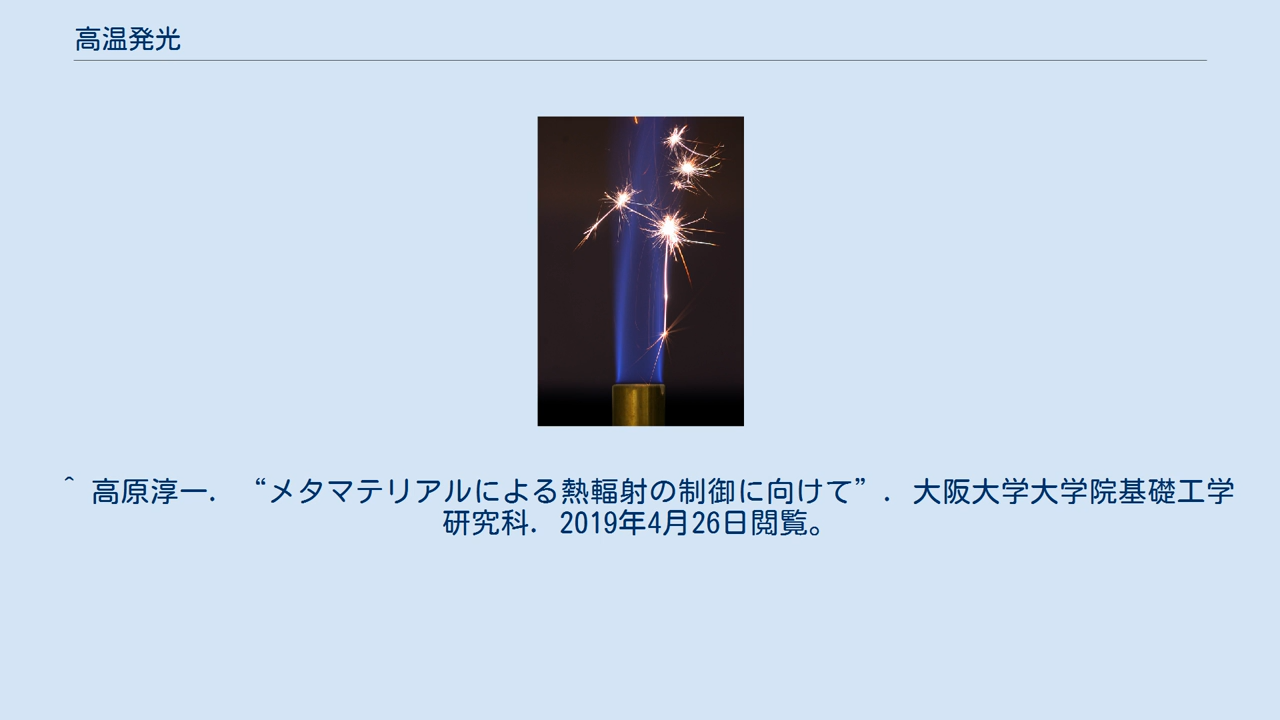 高温発光
^ 高原淳一. “メタマテリアルによる熱輻射の制御に向けて”. 大阪大学大学院基礎工学
研究科. 2019年4月26日閲覧。